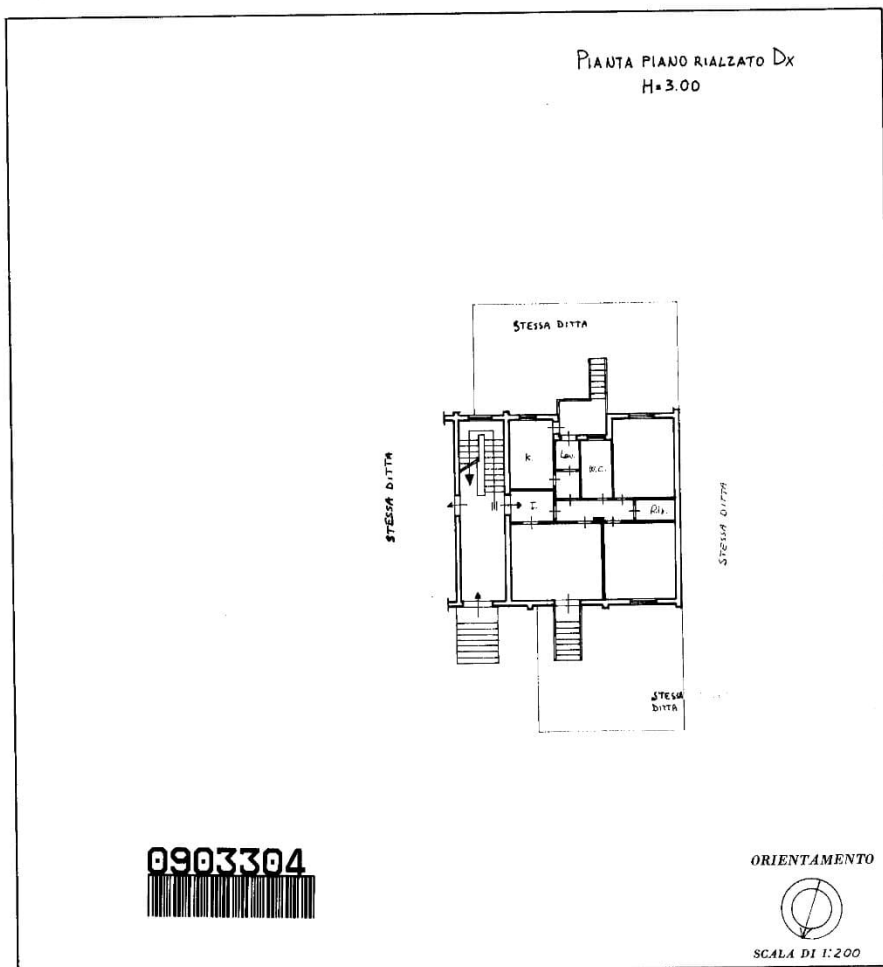 PIANTA PIANO RIALZATO Dx
H=3.00
STESSA DITTA
K.
Lav.
W.C.
I.
Rip.
STESSA DITTA
STESSA DITTA
STESSA
DITTA
0903304
ORIENTAMENTO
SCALA DI 1:200